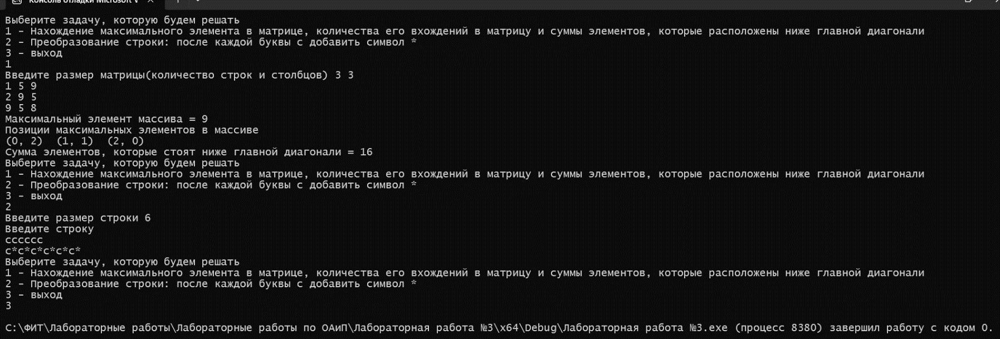 Консоль отладки Microsoft V
Выберите задачу, которую будем решать
1 - Нахождение максимального элемента в матрице, количества его вхождений в матрицу и суммы элементов, которые расположены ниже главной диагонали
2 - Преобразование строки: после каждой буквы с добавить символ *
3 - выход
1
Введите размер матрицы(количество строк и столбцов) 3 3
1 5 9
2 9 5
9 5 8
Максимальный элемент массива = 9
Позиции максимальных элементов в массиве
(0, 2)  (1, 1)  (2, 0)
Сумма элементов, которые стоят ниже главной диагонали = 16
Выберите задачу, которую будем решать
1 - Нахождение максимального элемента в матрице, количества его вхождений в матрицу и суммы элементов, которые расположены ниже главной диагонали
2 - Преобразование строки: после каждой буквы с добавить символ *
3 - выход
2
Введите размер строки 6
Введите строку
cccccc
c*c*c*c*c*c*
Выберите задачу, которую будем решать
1 - Нахождение максимального элемента в матрице, количества его вхождений в матрицу и суммы элементов, которые расположены ниже главной диагонали
2 - Преобразование строки: после каждой буквы с добавить символ *
3 - выход
3
C:\ФИТ\Лабораторные работы\Лабораторные работы по ОАиП\Лабораторная работа №3\x64\Debug\Лабораторная работа №3.exe (процесс 8380) завершил работу с кодом 0.